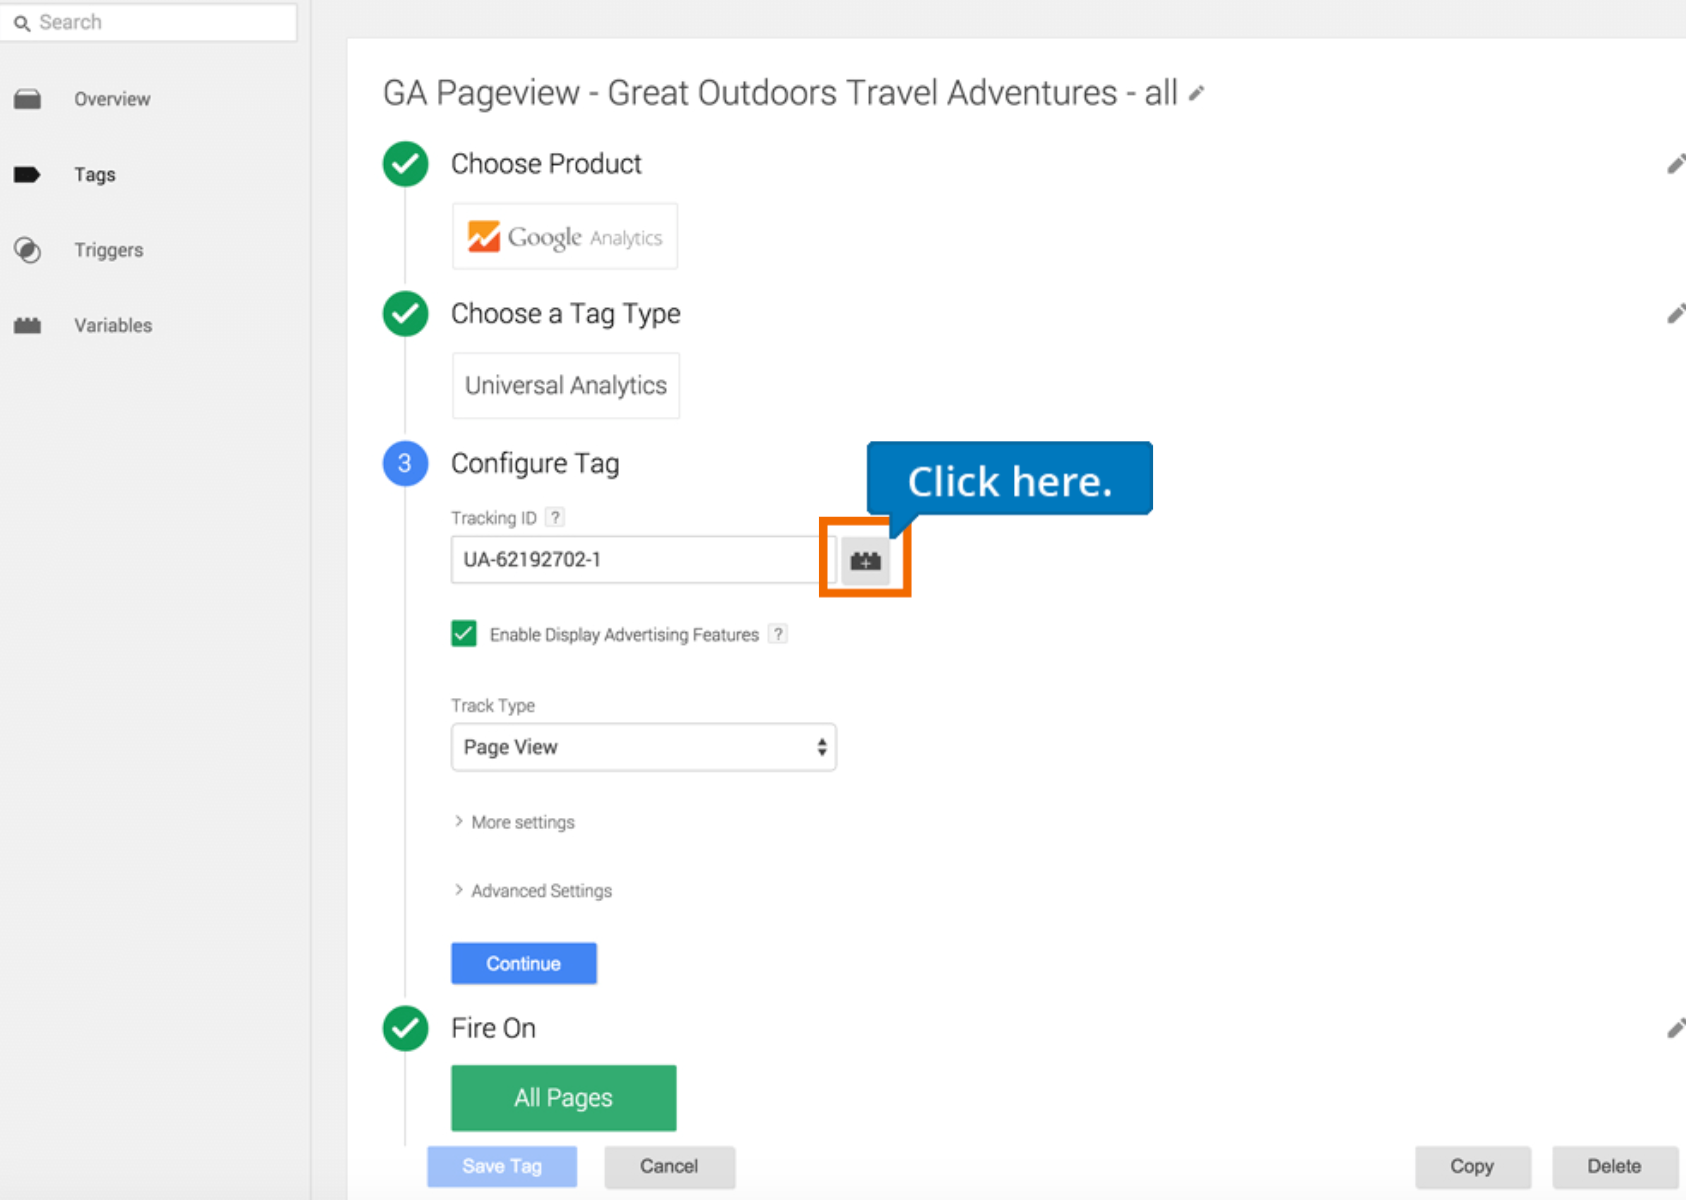 Search
Overview
Tags
Triggers
Variables
GA Pageview - Great Outdoors Travel Adventures - all
Choose Product
Google Analytics
Choose a Tag Type
Universal Analytics
3 Configure Tag
Click here.
Tracking ID ?
UA-62192702-1
Enable Display Advertising Features ?
Track Type
Page View
More settings
Advanced Settings
Continue
Fire On
All Pages
Save Tag Cancel Copy Delete